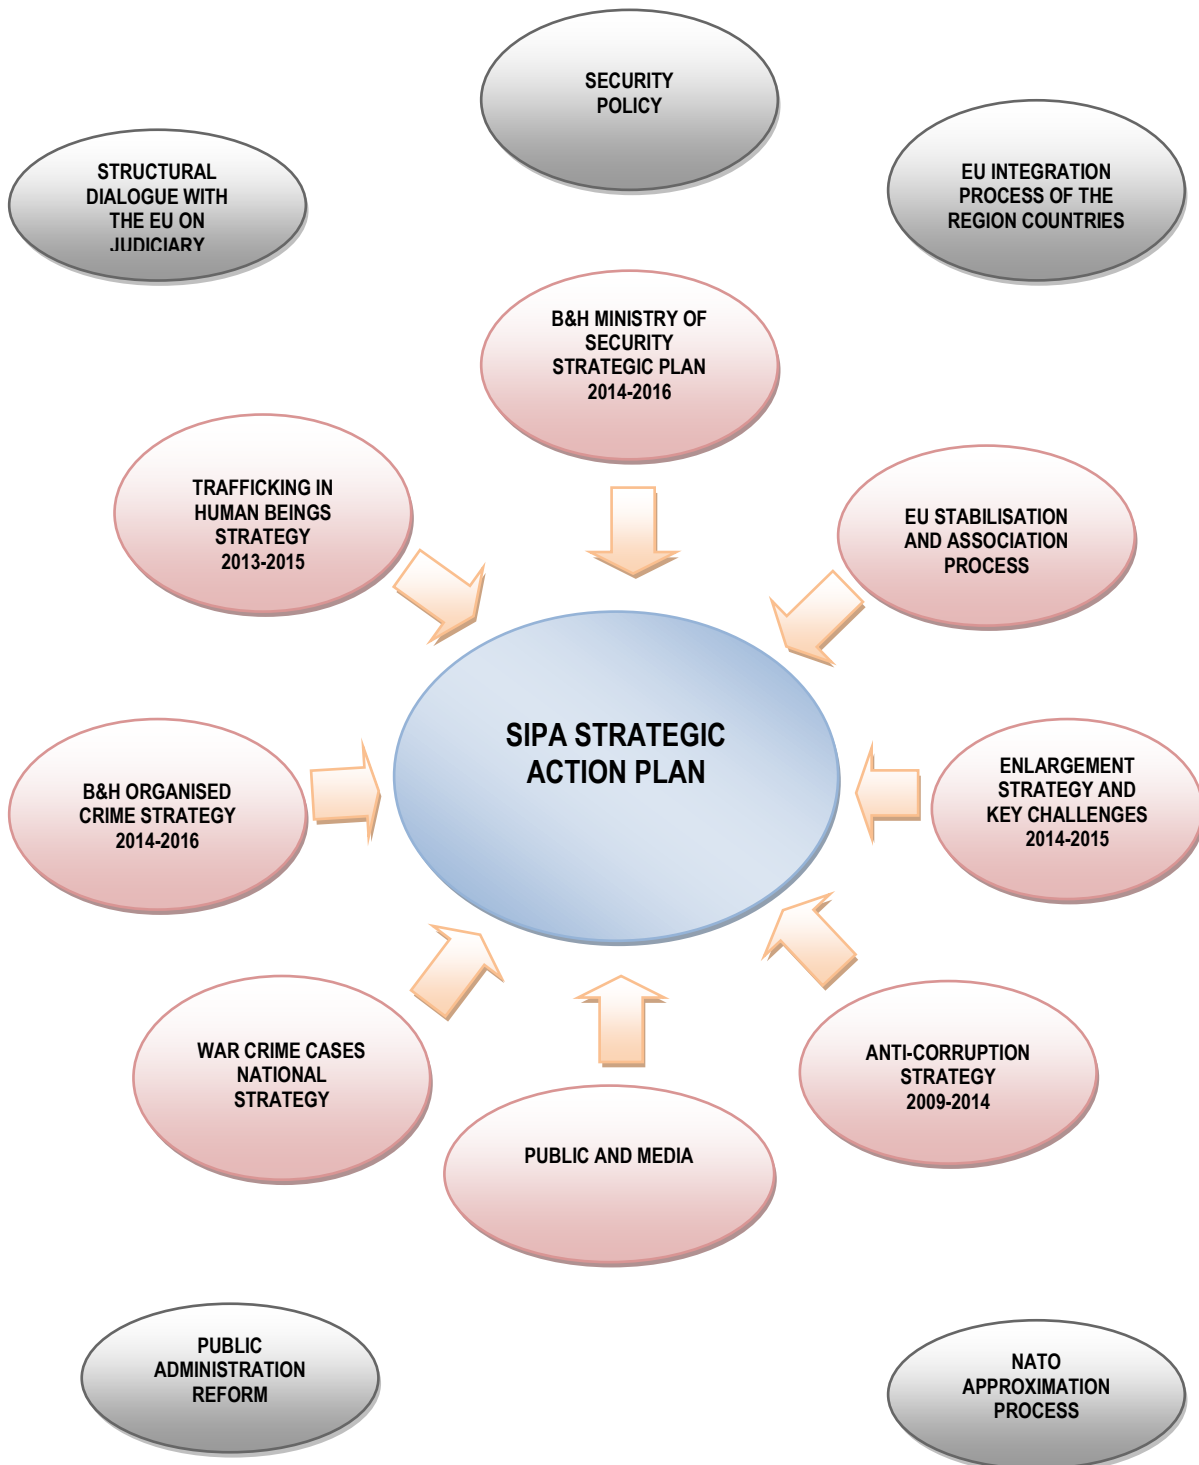 SECURITY
POLICY
STRUCTURAL
DIALOGUE WITH
THE EU ON
JUDICIARY
EU INTEGRATION
PROCESS OF THE
REGION COUNTRIES
B&H MINISTRY OF
SECURITY
STRATEGIC PLAN
2014-2016
TRAFFICKING IN
HUMAN BEINGS
STRATEGY
2013-2015
EU STABILISATION
AND ASSOCIATION
PROCESS
SIPA STRATEGIC
ACTION PLAN
B&H ORGANISED
CRIME STRATEGY
2014-2016
ENLARGEMENT
STRATEGY AND
KEY CHALLENGES
2014-2015
WAR CRIME CASES
NATIONAL
STRATEGY
ANTI-CORRUPTION
STRATEGY
2009-2014
PUBLIC AND MEDIA
PUBLIC
ADMINISTRATION
REFORM
NATO
APPROXIMATION
PROCESS